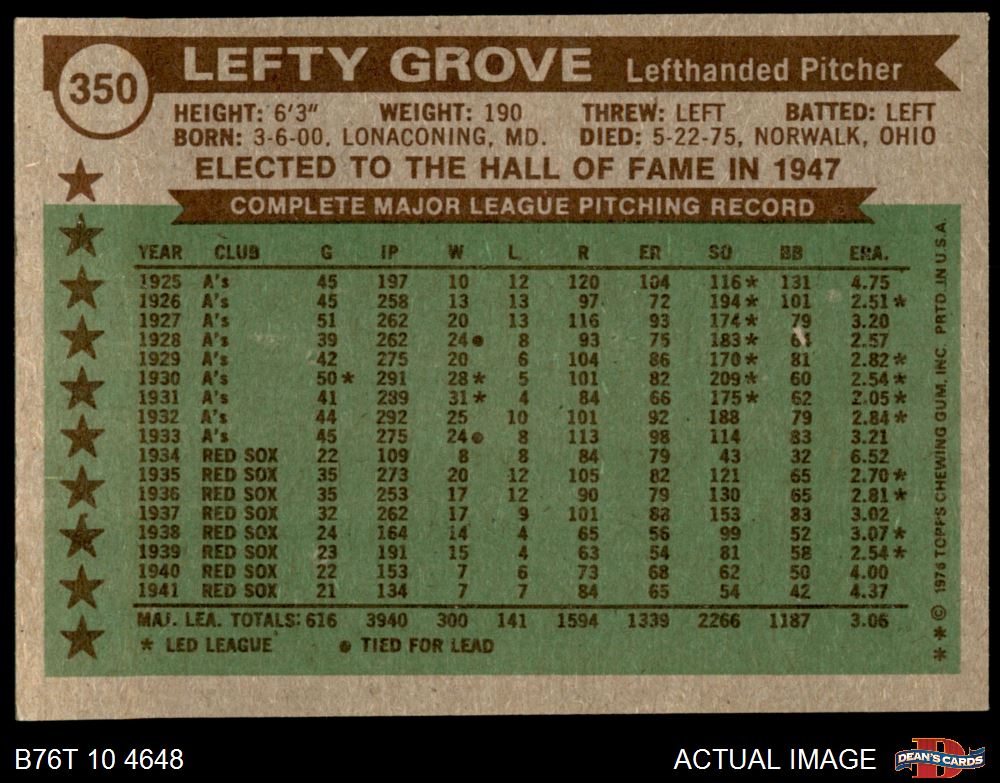 350
LEFTY GROVE Lefthanded Pitcher
HEIGHT: 6'3" WEIGHT: 190 THREW: LEFT BATTED: LEFT
BORN: 3-6-00, LONACONING, MD. DIED: 5-22-75, NORWALK, OHIO
ELECTED TO THE HALL OF FAME IN 1947
COMPLETE MAJOR LEAGUE PITCHING RECORD
YEAR CLUB G IP W L R ER SO BB ERA.
1925 A's 45 197 10 12 120 104 116* 131 4.75
1926 A's 45 258 13 13 97 72 194* 101 2.51*
1927 A's 51 262 20 13 116 93 174* 79 3.20
1928 A's 39 262 24● 8 93 75 183* 64 2.57
1929 A's 42 275 20 6 104 86 170* 81 2.82*
1930 A's 50* 291 28* 5 101 82 209* 60 2.54*
1931 A's 41 289 31* 4 84 66 175* 62 2.05*
1932 A's 44 292 25 10 101 92 188 79 2.84*
1933 A's 45 275 24● 8 113 98 114 83 3.21
1934 RED SOX 22 109 8 8 84 79 43 32 6.52
1935 RED SOX 35 273 20 12 105 82 121 65 2.70*
1936 RED SOX 35 253 17 12 90 79 130 65 2.81*
1937 RED SOX 32 262 17 9 101 88 153 83 3.02
1938 RED SOX 24 164 14 4 65 56 99 52 3.07*
1939 RED SOX 23 191 15 4 63 54 81 58 2.54*
1940 RED SOX 22 153 7 6 73 68 62 50 4.00
1941 RED SOX 21 134 7 7 84 65 54 42 4.37
MAJ. LEA. TOTALS: 616 3940 300 141 1594 1339 2266 1187 3.06
* LED LEAGUE ● TIED FOR LEAD
* * © 1976 TOPPS CHEWING GUM, INC. PRTD. IN U.S.A.
B76T 10 4648 ACTUAL IMAGE
D
DEAN'S CARDS